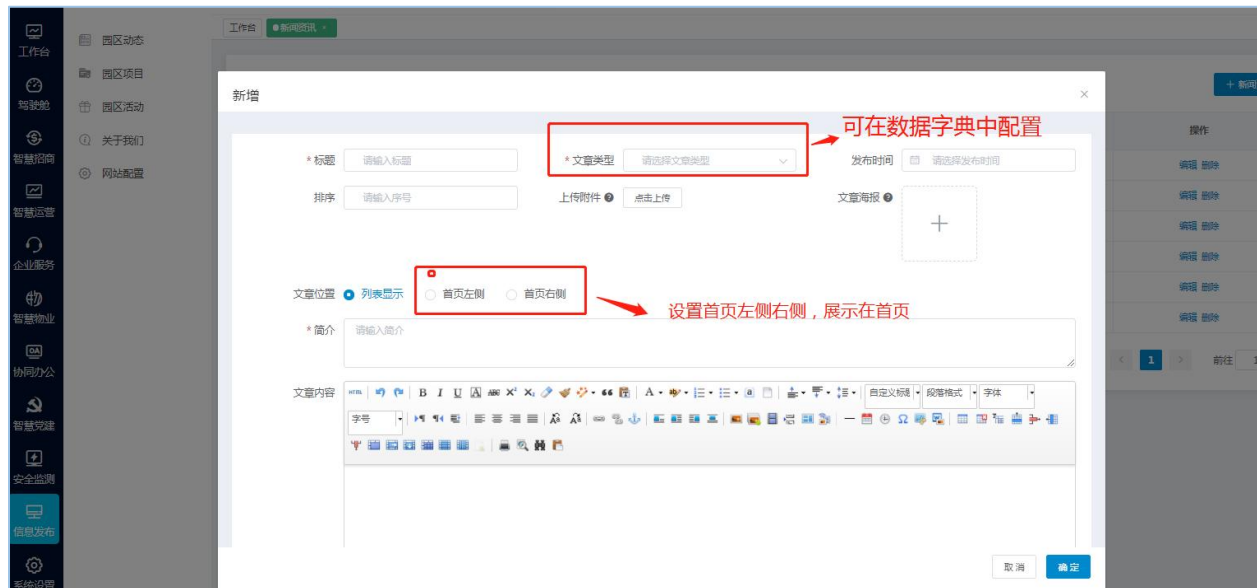 工作台
驾驶舱
智慧招商
智慧运营
企业服务
智慧物业
OA
协同办公
智慧党建
安全监测
信息发布
系统设置
园区动态
园区项目
园区活动
关于我们
网站配置
工作台 新闻资讯 ×
+ 新闻
新增 ×
可在数据字典中配置
* 标题 请输入标题 * 文章类型 请选择文章类型 发布时间 请选择发布时间
排序 请输入序号 上传附件 点击上传 文章海报
文章位置 列表显示 首页左侧 首页右侧
设置首页左侧右侧，展示在首页
* 简介 请输入简介
文章内容 HTML B I U A ABC X² X₂ 66 A a 自定义标题 段落格式 字体
字号
取消 确定
操作
编辑 删除
编辑 删除
编辑 删除
编辑 删除
编辑 删除
编辑 删除
< 1 > 前往 1